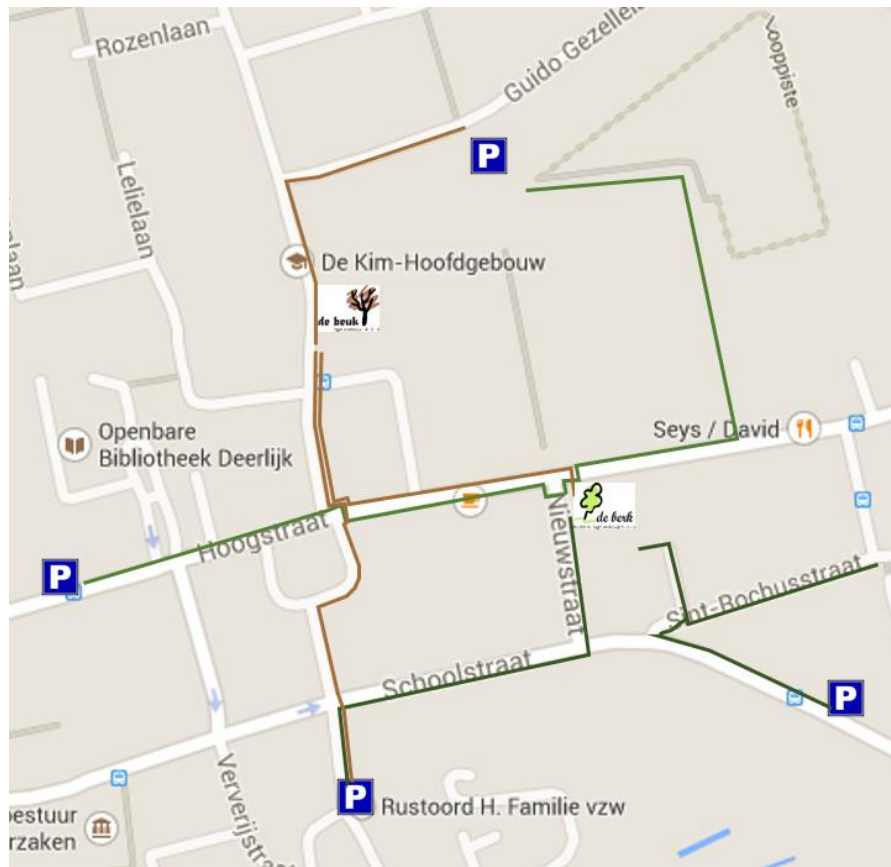 Rozenlaan
Guido Gezelle
Looppiste
Lelielaan
laan
P
De Kim-Hoofdgebouw
de beuk
Openbare
Bibliotheek Deerlijk
Seys / David
Hoogstraat
Nieuwstraat
de berk
P
Sint-Rochusstraat
Schoolstraat
P
Ververijstraat
P
Rustoord H. Familie vzw
bestuur
rzaken